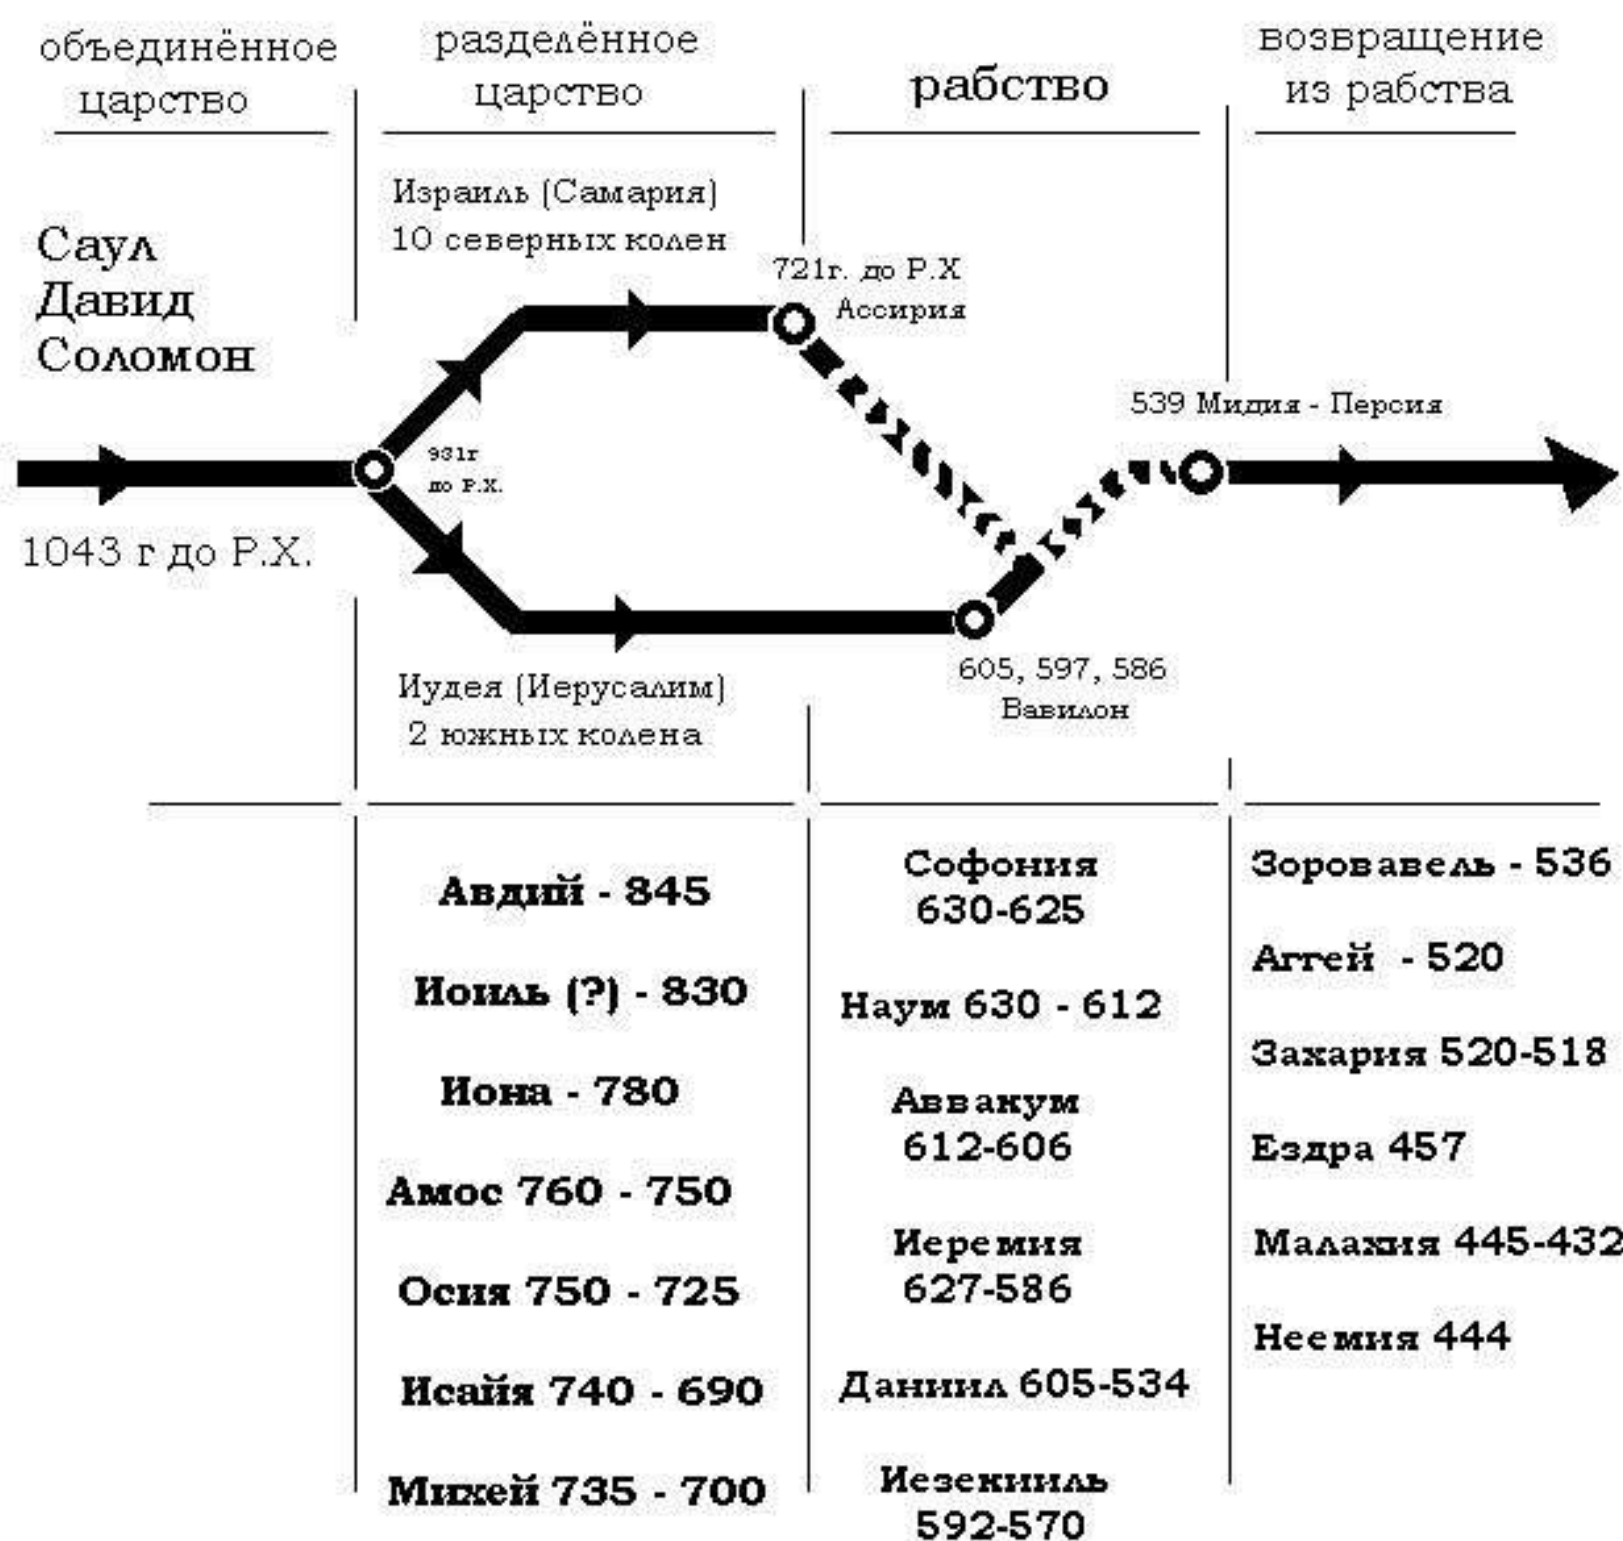 объединённое
царство
разделённое
царство
рабство
возвращение
из рабства
Саул
Давид
Соломон
Израиль (Самария)
10 северных колен
721г. до Р.Х
Ассирия
539 Мидия - Персия
931г
до Р.Х.
1043 г до Р.Х.
Иудея (Иерусалим)
2 южных колена
605, 597, 586
Вавилон
Авдий - 845
Иоиль (?) - 830
Иона - 780
Амос 760 - 750
Осия 750 - 725
Исайя 740 - 690
Михей 735 - 700
Софония
630-625
Наум 630 - 612
Аввакум
612-606
Иеремия
627-586
Даниил 605-534
Иезекииль
592-570
Зоровавель - 536
Аггей - 520
Захария 520-518
Ездра 457
Малахия 445-432
Неемия 444